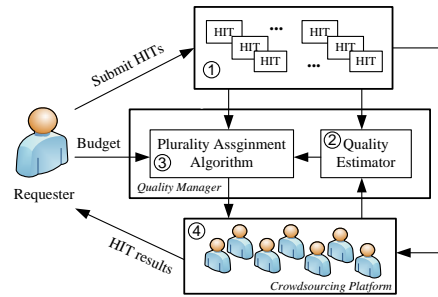 Submit HITs
HIT ... HIT
HIT HIT
HIT ... HIT
①
Requester
Budget
Plurality Assginment
Algorithm
③
② Quality
Estimator
Quality Manager
HIT results
④
Crowdsourcing Platform